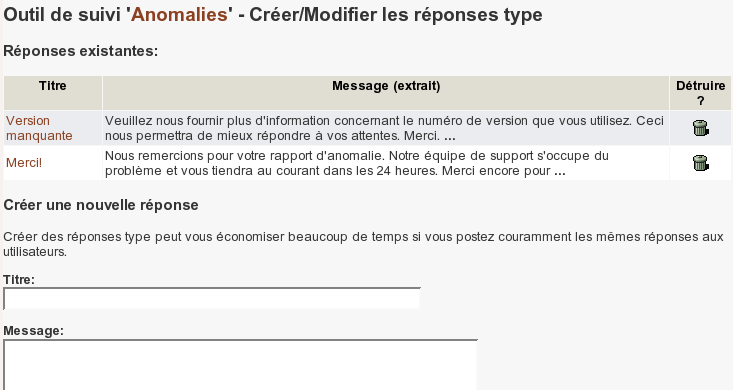 Outil de suivi 'Anomalies' - Créer/Modifier les réponses type
Réponses existantes:
Titre Message (extrait) Détruire ?
Version manquante
Veuillez nous fournir plus d'information concernant le numéro de version que vous utilisez. Ceci
nous permettra de mieux répondre à vos attentes. Merci. ...
Merci!
Nous remercions pour votre rapport d'anomalie. Notre équipe de support s'occupe du
problème et vous tiendra au courant dans les 24 heures. Merci encore pour ...
Créer une nouvelle réponse
Créer des réponses type peut vous économiser beaucoup de temps si vous postez couramment les mêmes réponses aux
utilisateurs.
Titre:
Message: